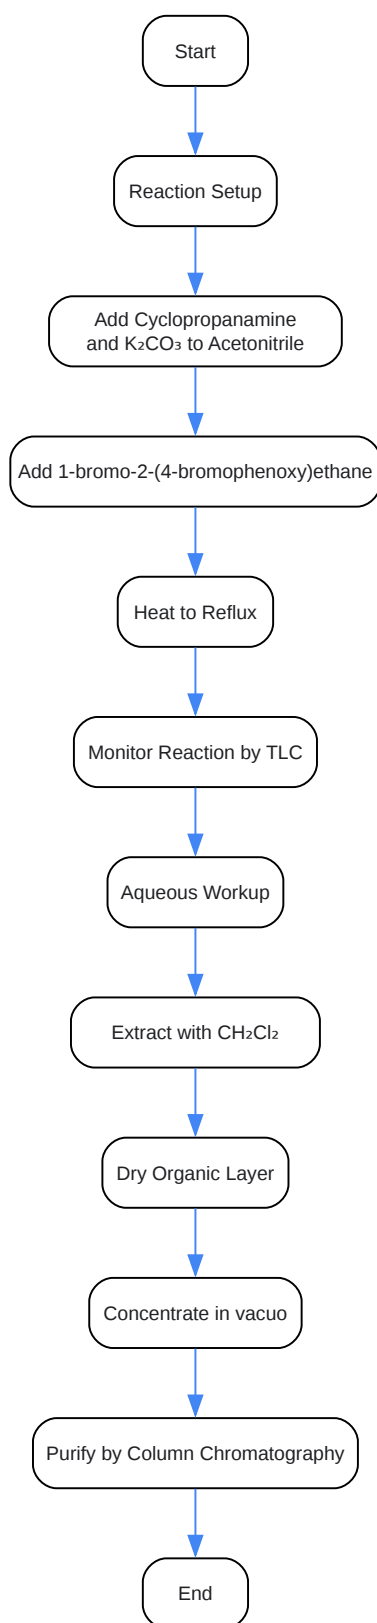 Start
Reaction Setup
Add Cyclopropanamine
and K₂CO₃ to Acetonitrile
Add 1-bromo-2-(4-bromophenoxy)ethane
Heat to Reflux
Monitor Reaction by TLC
Aqueous Workup
Extract with CH₂Cl₂
Dry Organic Layer
Concentrate in vacuo
Purify by Column Chromatography
End